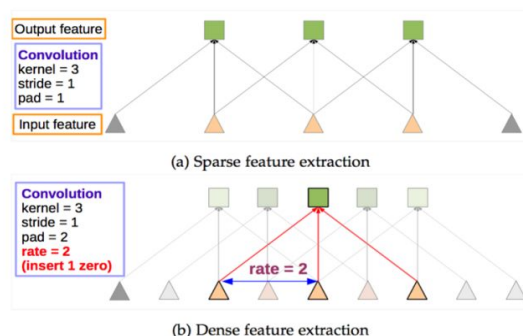 Output feature
Convolution
kernel = 3
stride = 1
pad = 1
Input feature
(a) Sparse feature extraction
Convolution
kernel = 3
stride = 1
pad = 2
rate = 2
(insert 1 zero)
rate = 2
(b) Dense feature extraction